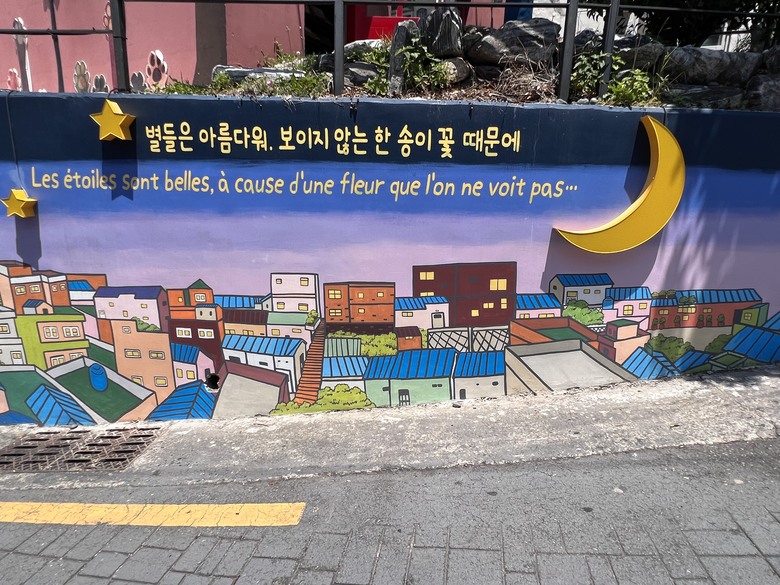 별들은 아름다워. 보이지 않는 한 송이 꽃 때문에
Les étoiles sont belles, à cause d'une fleur que l'on ne voit pas...